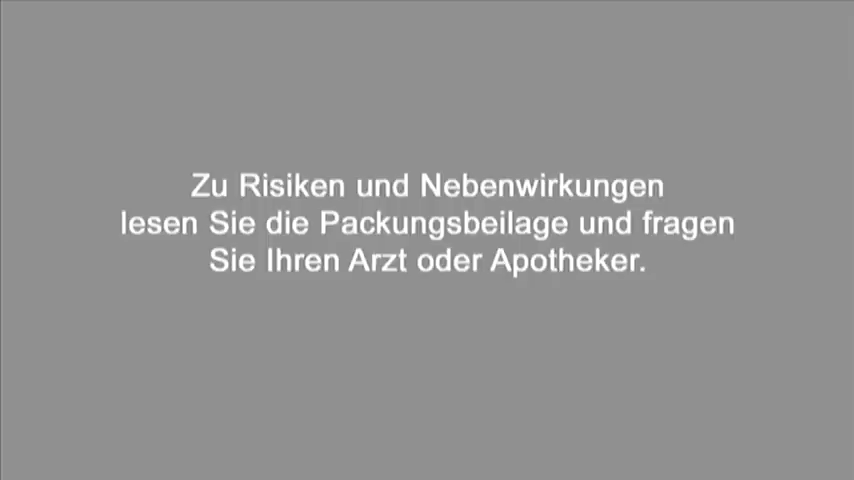 Zu Risiken und Nebenwirkungen
lesen Sie die Packungsbeilage und fragen
Sie Ihren Arzt oder Apotheker.